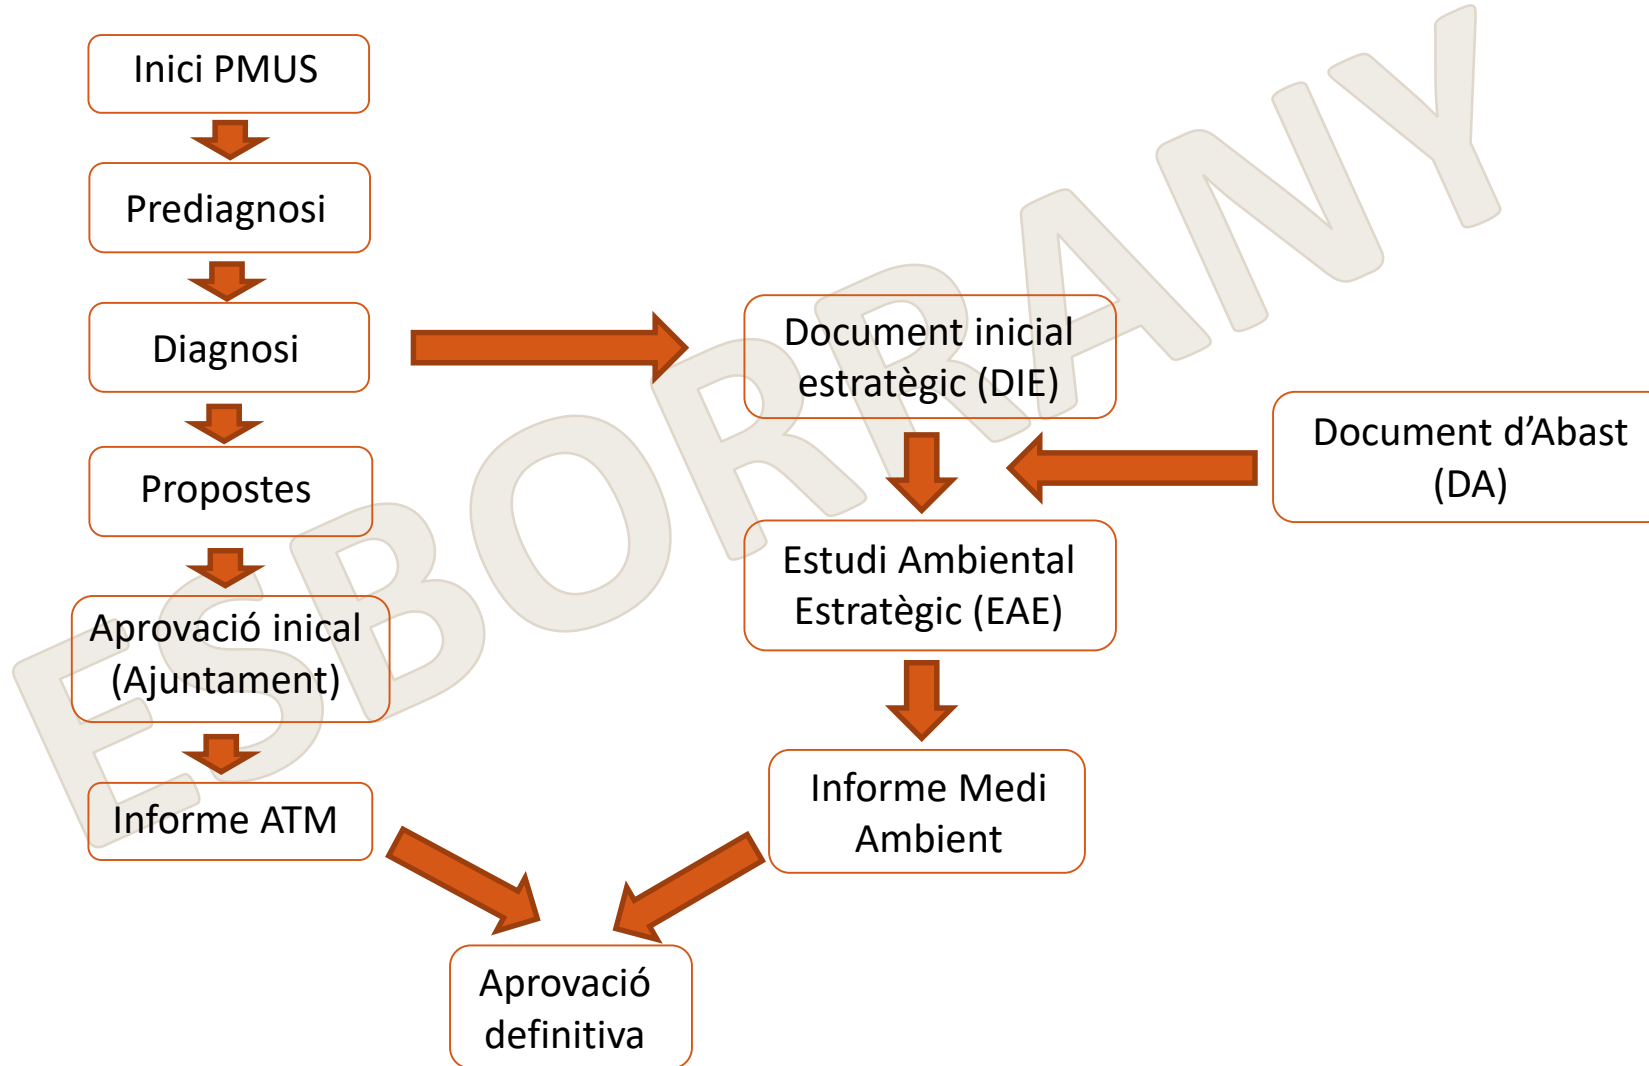 Inici PMUS
Prediagnosi
Diagnosi
Propostes
Aprovació inical
(Ajuntament)
Informe ATM
Document inicial
estratègic (DIE)
Document d’Abast
(DA)
Estudi Ambiental
Estratègic (EAE)
Informe Medi
Ambient
Aprovació
definitiva
ESBORRANY